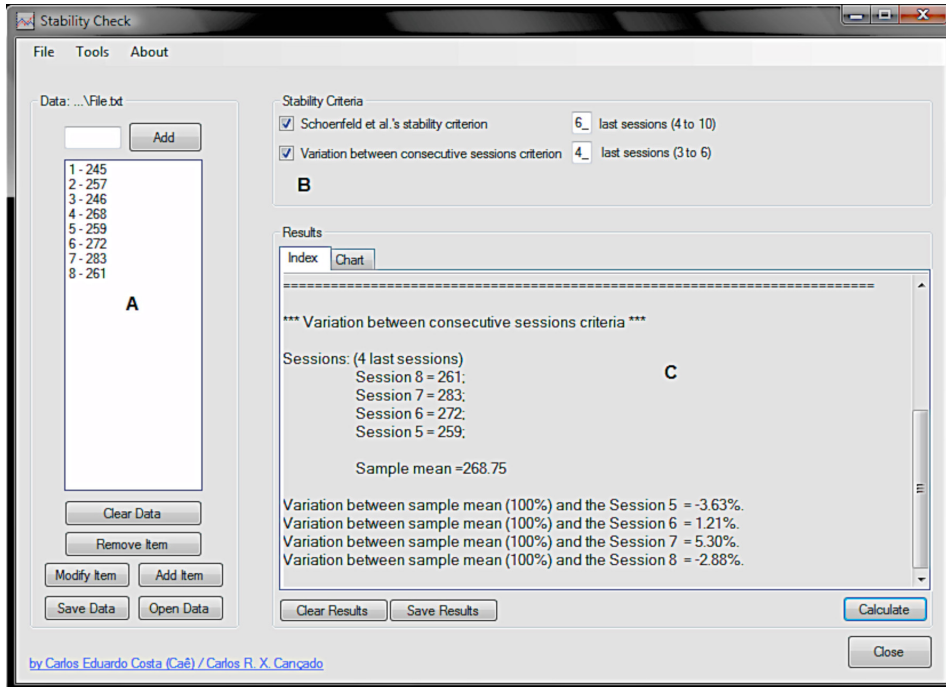 Stability Check
File Tools About
Data: ...\File.txt
Add
1 - 245
2 - 257
3 - 246
4 - 268
5 - 259
6 - 272
7 - 283
8 - 261
A
Clear Data
Remove Item
Modify Item Add Item
Save Data Open Data
by Carlos Eduardo Costa (Caê) / Carlos R. X. Cançado
Stability Criteria
Schoenfeld et al.'s stability criterion 6_ last sessions (4 to 10)
Variation between consecutive sessions criterion 4_ last sessions (3 to 6)
B
Results
Index Chart
===========================================================================
*** Variation between consecutive sessions criteria ***
Sessions: (4 last sessions)
Session 8 = 261;
Session 7 = 283;
Session 6 = 272;
Session 5 = 259;
C
Sample mean =268.75
Variation between sample mean (100%) and the Session 5 = -3.63%.
Variation between sample mean (100%) and the Session 6 = 1.21%.
Variation between sample mean (100%) and the Session 7 = 5.30%.
Variation between sample mean (100%) and the Session 8 = -2.88%.
Clear Results Save Results Calculate
Close